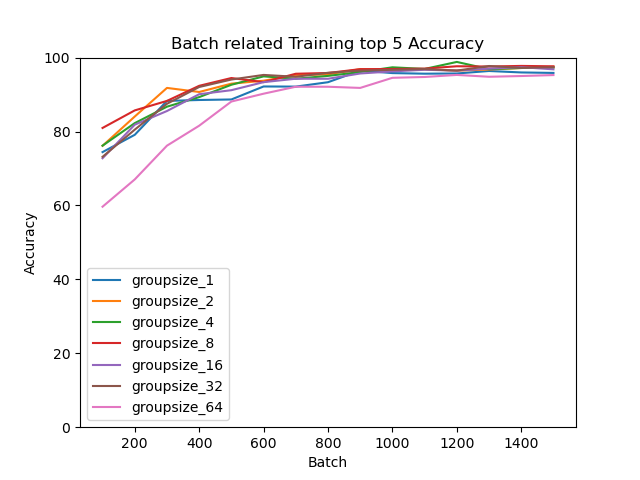 Batch related Training top 5 Accuracy
100
80
60
40
20
0
Accuracy
groupsize_1
groupsize_2
groupsize_4
groupsize_8
groupsize_16
groupsize_32
groupsize_64
200 400 600 800 1000 1200 1400
Batch